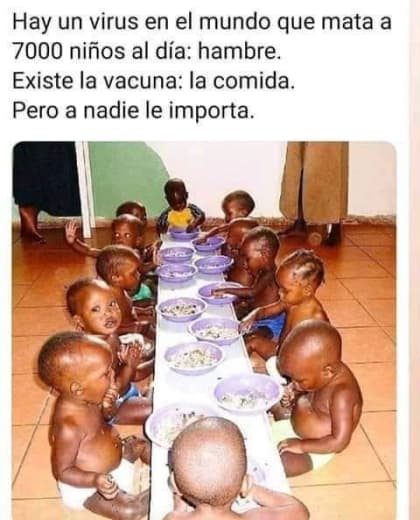 Hay un virus en el mundo que mata a
7000 niños al día: hambre.
Existe la vacuna: la comida.
Pero a nadie le importa.